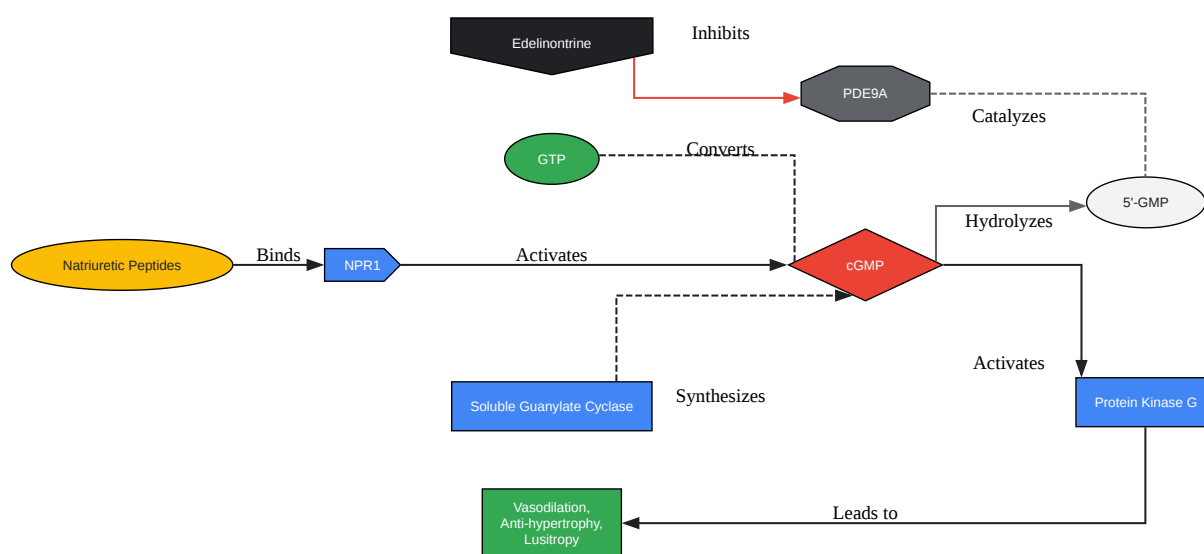 Edelinontrine
Inhibits
PDE9A
Catalyzes
GTP
Converts
5'-GMP
Hydrolyzes
Natriuretic Peptides
Binds
NPR1
Activates
cGMP
Activates
Soluble Guanylate Cyclase
Synthesizes
Protein Kinase G
Vasodilation,
Anti-hypertrophy,
Lusitropy
Leads to